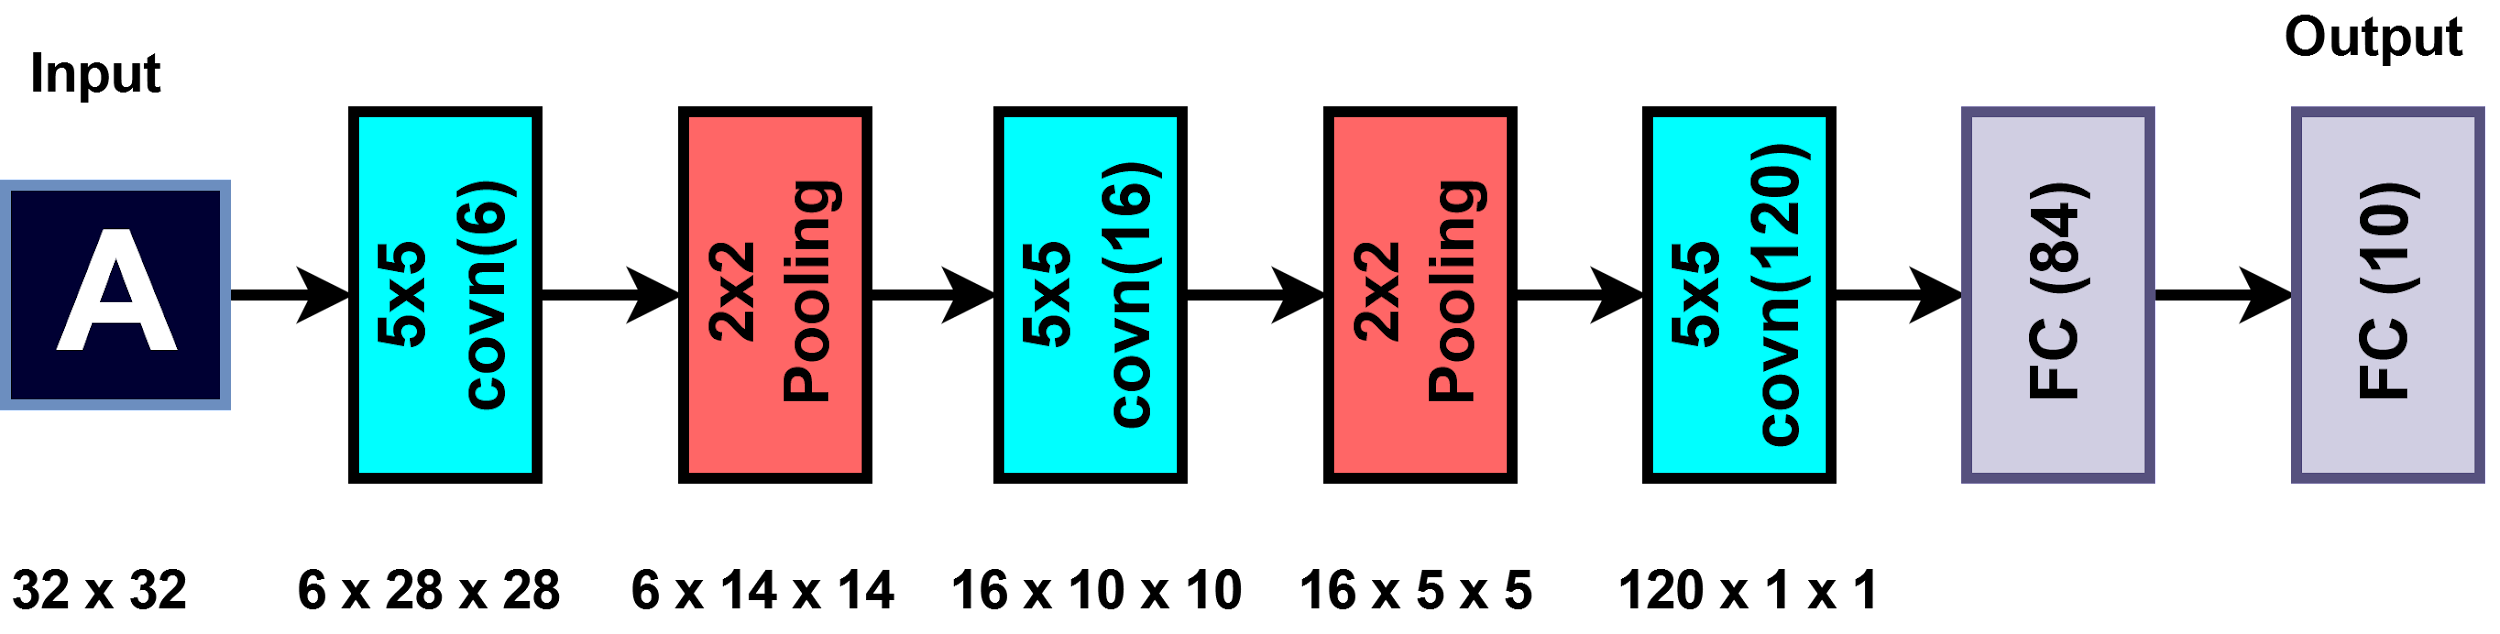 Input
Output
A
5x5
covn(6)
2x2
Pooling
5x5
covn(16)
2x2
Pooling
5x5
covn(120)
FC (84)
FC (10)
32 x 32
6 x 28 x 28
6 x 14 x 14
16 x 10 x 10
16 x 5 x 5
120 x 1 x 1